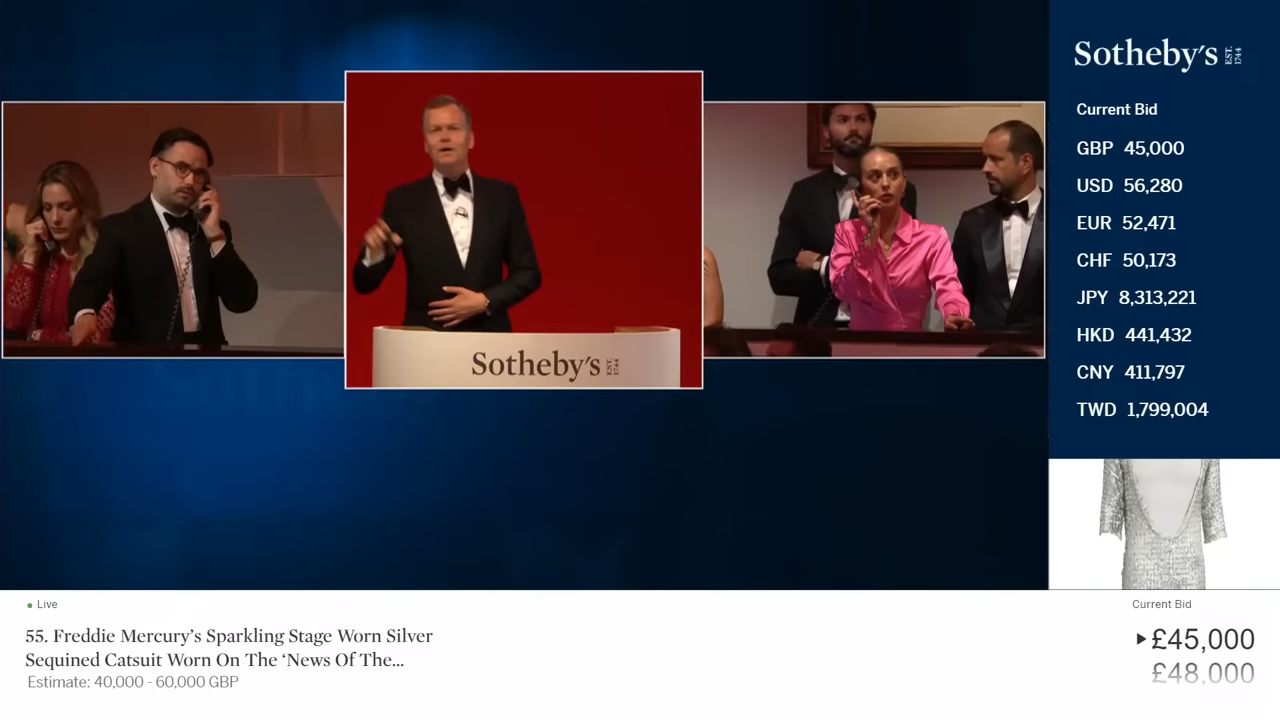 Sotheby's EST. 1744
Current Bid
GBP 45,000
USD 56,280
EUR 52,471
CHF 50,173
JPY 8,313,221
HKD 441,432
CNY 411,797
TWD 1,799,004
Sotheby's EST. 1744
Live
55. Freddie Mercury’s Sparkling Stage Worn Silver
Sequined Catsuit Worn On The ‘News Of The...
Estimate: 40,000 - 60,000 GBP
Current Bid
£45,000
£48,000